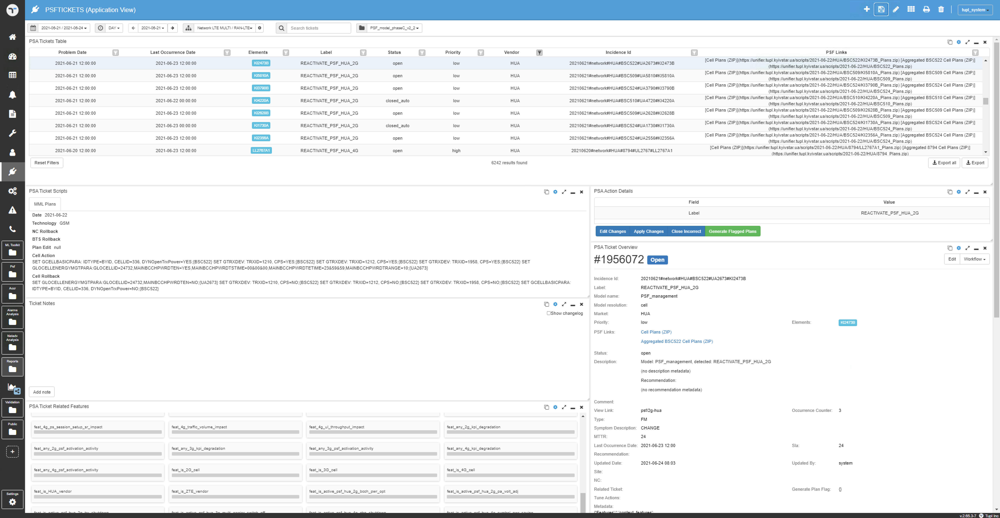 PSFTICKETS (Application View)
tupl_system
2021-06-21 / 2021-06-24
DAY
2021-06-21
Network LTE MULTI / RAN-LTE
Search tickets
PSF_model_phaseC_v2_2
PSA Tickets Table
Problem Date Last Occurrence Date Elements Label Status Priority Vendor Incidence Id PSF Links
2021-06-21 12:00:00 2021-06-23 12:00:00 KI2473B REACTIVATE_PSF_HUA_2G open low HUA 20210621#network#HUA#BSC522#UA2673#KI2473B [Cell Plans (ZIP)](https://unifier.tupl.kyivstar.ua/scripts/2021-06-22/HUA/BSC522/KI2473B_Plans.zip) [Aggregated BSC522 Cell Plans (ZIP)]
(https://unifier.tupl.kyivstar.ua/scripts/2021-06-22/HUA/BSC522_Plans.zip)
2021-06-21 12:00:00 2021-06-23 12:00:00 KI5810A REACTIVATE_PSF_HUA_2G open low HUA 20210621#network#HUA#BSC509#UA5810#KI5810A [Cell Plans (ZIP)](https://unifier.tupl.kyivstar.ua/scripts/2021-06-22/HUA/BSC509/KI5810A_Plans.zip) [Aggregated BSC509 Cell Plans (ZIP)]
(https://unifier.tupl.kyivstar.ua/scripts/2021-06-22/HUA/BSC509_Plans.zip)
2021-06-21 12:00:00 2021-06-23 12:00:00 KI3790B REACTIVATE_PSF_HUA_2G open low HUA 20210621#network#HUA#BSC524#UA3790#KI3790B [Cell Plans (ZIP)](https://unifier.tupl.kyivstar.ua/scripts/2021-06-22/HUA/BSC524/KI3790B_Plans.zip) [Aggregated BSC524 Cell Plans (ZIP)]
(https://unifier.tupl.kyivstar.ua/scripts/2021-06-22/HUA/BSC524_Plans.zip)
2021-06-21 12:00:00 2021-06-22 00:00:00 KI4220A REACTIVATE_PSF_HUA_2G closed_auto low HUA 20210621#network#HUA#BSC510#UA4720#KI4220A [Cell Plans (ZIP)](https://unifier.tupl.kyivstar.ua/scripts/2021-06-22/HUA/BSC510/KI4220A_Plans.zip) [Aggregated BSC510 Cell Plans (ZIP)]
(https://unifier.tupl.kyivstar.ua/scripts/2021-06-22/HUA/BSC510_Plans.zip)
2021-06-21 12:00:00 2021-06-23 12:00:00 KI2628B REACTIVATE_PSF_HUA_2G open low HUA 20210621#network#HUA#BSC509#UA2628#KI2628B [Cell Plans (ZIP)](https://unifier.tupl.kyivstar.ua/scripts/2021-06-22/HUA/BSC509/KI2628B_Plans.zip) [Aggregated BSC509 Cell Plans (ZIP)]
(https://unifier.tupl.kyivstar.ua/scripts/2021-06-22/HUA/BSC509_Plans.zip)
2021-06-21 12:00:00 2021-06-23 00:00:00 KI1730A REACTIVATE_PSF_HUA_2G closed_auto low HUA 20210621#network#HUA#BSC524#UA1730#KI1730A [Cell Plans (ZIP)](https://unifier.tupl.kyivstar.ua/scripts/2021-06-22/HUA/BSC524/KI1730A_Plans.zip) [Aggregated BSC524 Cell Plans (ZIP)]
(https://unifier.tupl.kyivstar.ua/scripts/2021-06-22/HUA/BSC524_Plans.zip)
2021-06-21 12:00:00 2021-06-23 12:00:00 KI2356A REACTIVATE_PSF_HUA_2G open low HUA 20210621#network#HUA#BSC524#UA2556#KI2356A [Cell Plans (ZIP)](https://unifier.tupl.kyivstar.ua/scripts/2021-06-22/HUA/BSC524/KI2356A_Plans.zip) [Aggregated BSC524 Cell Plans (ZIP)]
(https://unifier.tupl.kyivstar.ua/scripts/2021-06-22/HUA/BSC524_Plans.zip)
2021-06-20 12:00:00 2021-06-23 12:00:00 LL2767A1 REACTIVATE_PSF_HUA_4G open high HUA 20210620#network#HUA#8794#UL2767#LL2767A1 [Cell Plans (ZIP)](https://unifier.tupl.kyivstar.ua/scripts/2021-06-22/HUA/8794/LL2767A1_Plans.zip) [Aggregated 8794 Cell Plans (ZIP)]
(https://unifier.tupl.kyivstar.ua/scripts/2021-06-22/HUA/8794_Plans.zip)
Reset Filters
6242 results found
Export all
Export
PSA Ticket Scripts
MML Plans
Date 2021-06-22
Technology GSM
NC Rollback
BTS Rollback
Plan Edit null
Cell Action
SET GCELLBASICPARA: IDTYPE=BYID, CELLID=336, DYNOpenTrxPower=YES;{BSC522} SET GTRXDEV: TRXID=1210, CPS=YES;{BSC522} SET GTRXDEV: TRXID=1212, CPS=YES;{BSC522} SET GTRXDEV: TRXID=1958, CPS=YES;{BSC522} SET
GLOCELLENERGYMGTPARA:GLOCELLID=24732,MAINBCCHPWRDTEN=YES,MAINBCCHPWRDTSTIME=00&00&00,MAINBCCHPWRDTETIME=23&59&59,MAINBCCHPWRDTRANGE=10;{UA2673}
Cell Rollback
SET GLOCELLENERGYMGTPARA:GLOCELLID=24732,MAINBCCHPWRDTEN=NO;{UA2673} SET GTRXDEV: TRXID=1210, CPS=NO;{BSC522} SET GTRXDEV: TRXID=1212, CPS=NO;{BSC522} SET GTRXDEV: TRXID=1958, CPS=NO;{BSC522} SET GCELLBASICPARA:
IDTYPE=BYID, CELLID=336, DYNOpenTrxPower=NO;{BSC522}
Ticket Notes
Show changelog
Add note
PSA Ticket Related Features
feat_4g_ps_session_setup_sr_impact feat_4g_traffic_volume_impact feat_4g_ul_throughput_impact feat_any_2g_kpi_degradation
feat_any_2g_psf_activation_activity feat_any_3g_kpi_degradation feat_any_3g_psf_activation_activity feat_any_4g_kpi_degradation
feat_any_4g_psf_activation_activity feat_is_2G_cell feat_is_3G_cell feat_is_4G_cell
feat_is_HUA_vendor feat_is_ZTE_vendor feat_is_active_psf_hua_2g_bcch_pwr_opt feat_is_active_psf_hua_2g_pa_volt_adj
feat_is_active_psf_hua_2g_trx_shutdown feat_is_active_psf_hua_3g_multi_carrier_switch_off feat_is_active_psf_hua_4g_chn_shutdown feat_is_active_psf_hua_4g_symbol_pwr_saving
PSA Action Details
Field Value
Label REACTIVATE_PSF_HUA_2G
Edit Changes Apply Changes Close Incorrect Generate Flagged Plans
PSA Ticket Overview
#1956072 Open
Edit Workflow
Incidence Id: 20210621#network#HUA#BSC522#UA2673#KI2473B
Label: REACTIVATE_PSF_HUA_2G
Model name: PSF_management
Model resolution: cell
Market: HUA
Priority: low Elements: KI2473B
PSF Links: Cell Plans (ZIP)
Aggregated BSC522 Cell Plans (ZIP)
Status: open
Description: Model: PSF_management, detected: REACTIVATE_PSF_HUA_2G
(no description metadata)
Recommendation:
(no recommendation metadata)
Comment:
View Link: psf/2g-hua Occurrence Counter: 3
Type: FM
Symptom Description: CHANGE
MTTR: 24
Last Occurrence Date: 2021-06-23 12:00 Sla: 24
Recommendation:
Updated Date: 2021-06-24 08:03 Updated By: system
Site:
NC:
Related Ticket: Generate Plan Flag: {}
Tune Actions:
Metadata:
{'Features':'','context_features':
ML Toolkit
Psf
Accr
Alarms
Analysis
Netadv
Analysis
Reports
Validation
Public
Settings
v.2.65.3-7 Tupl Inc